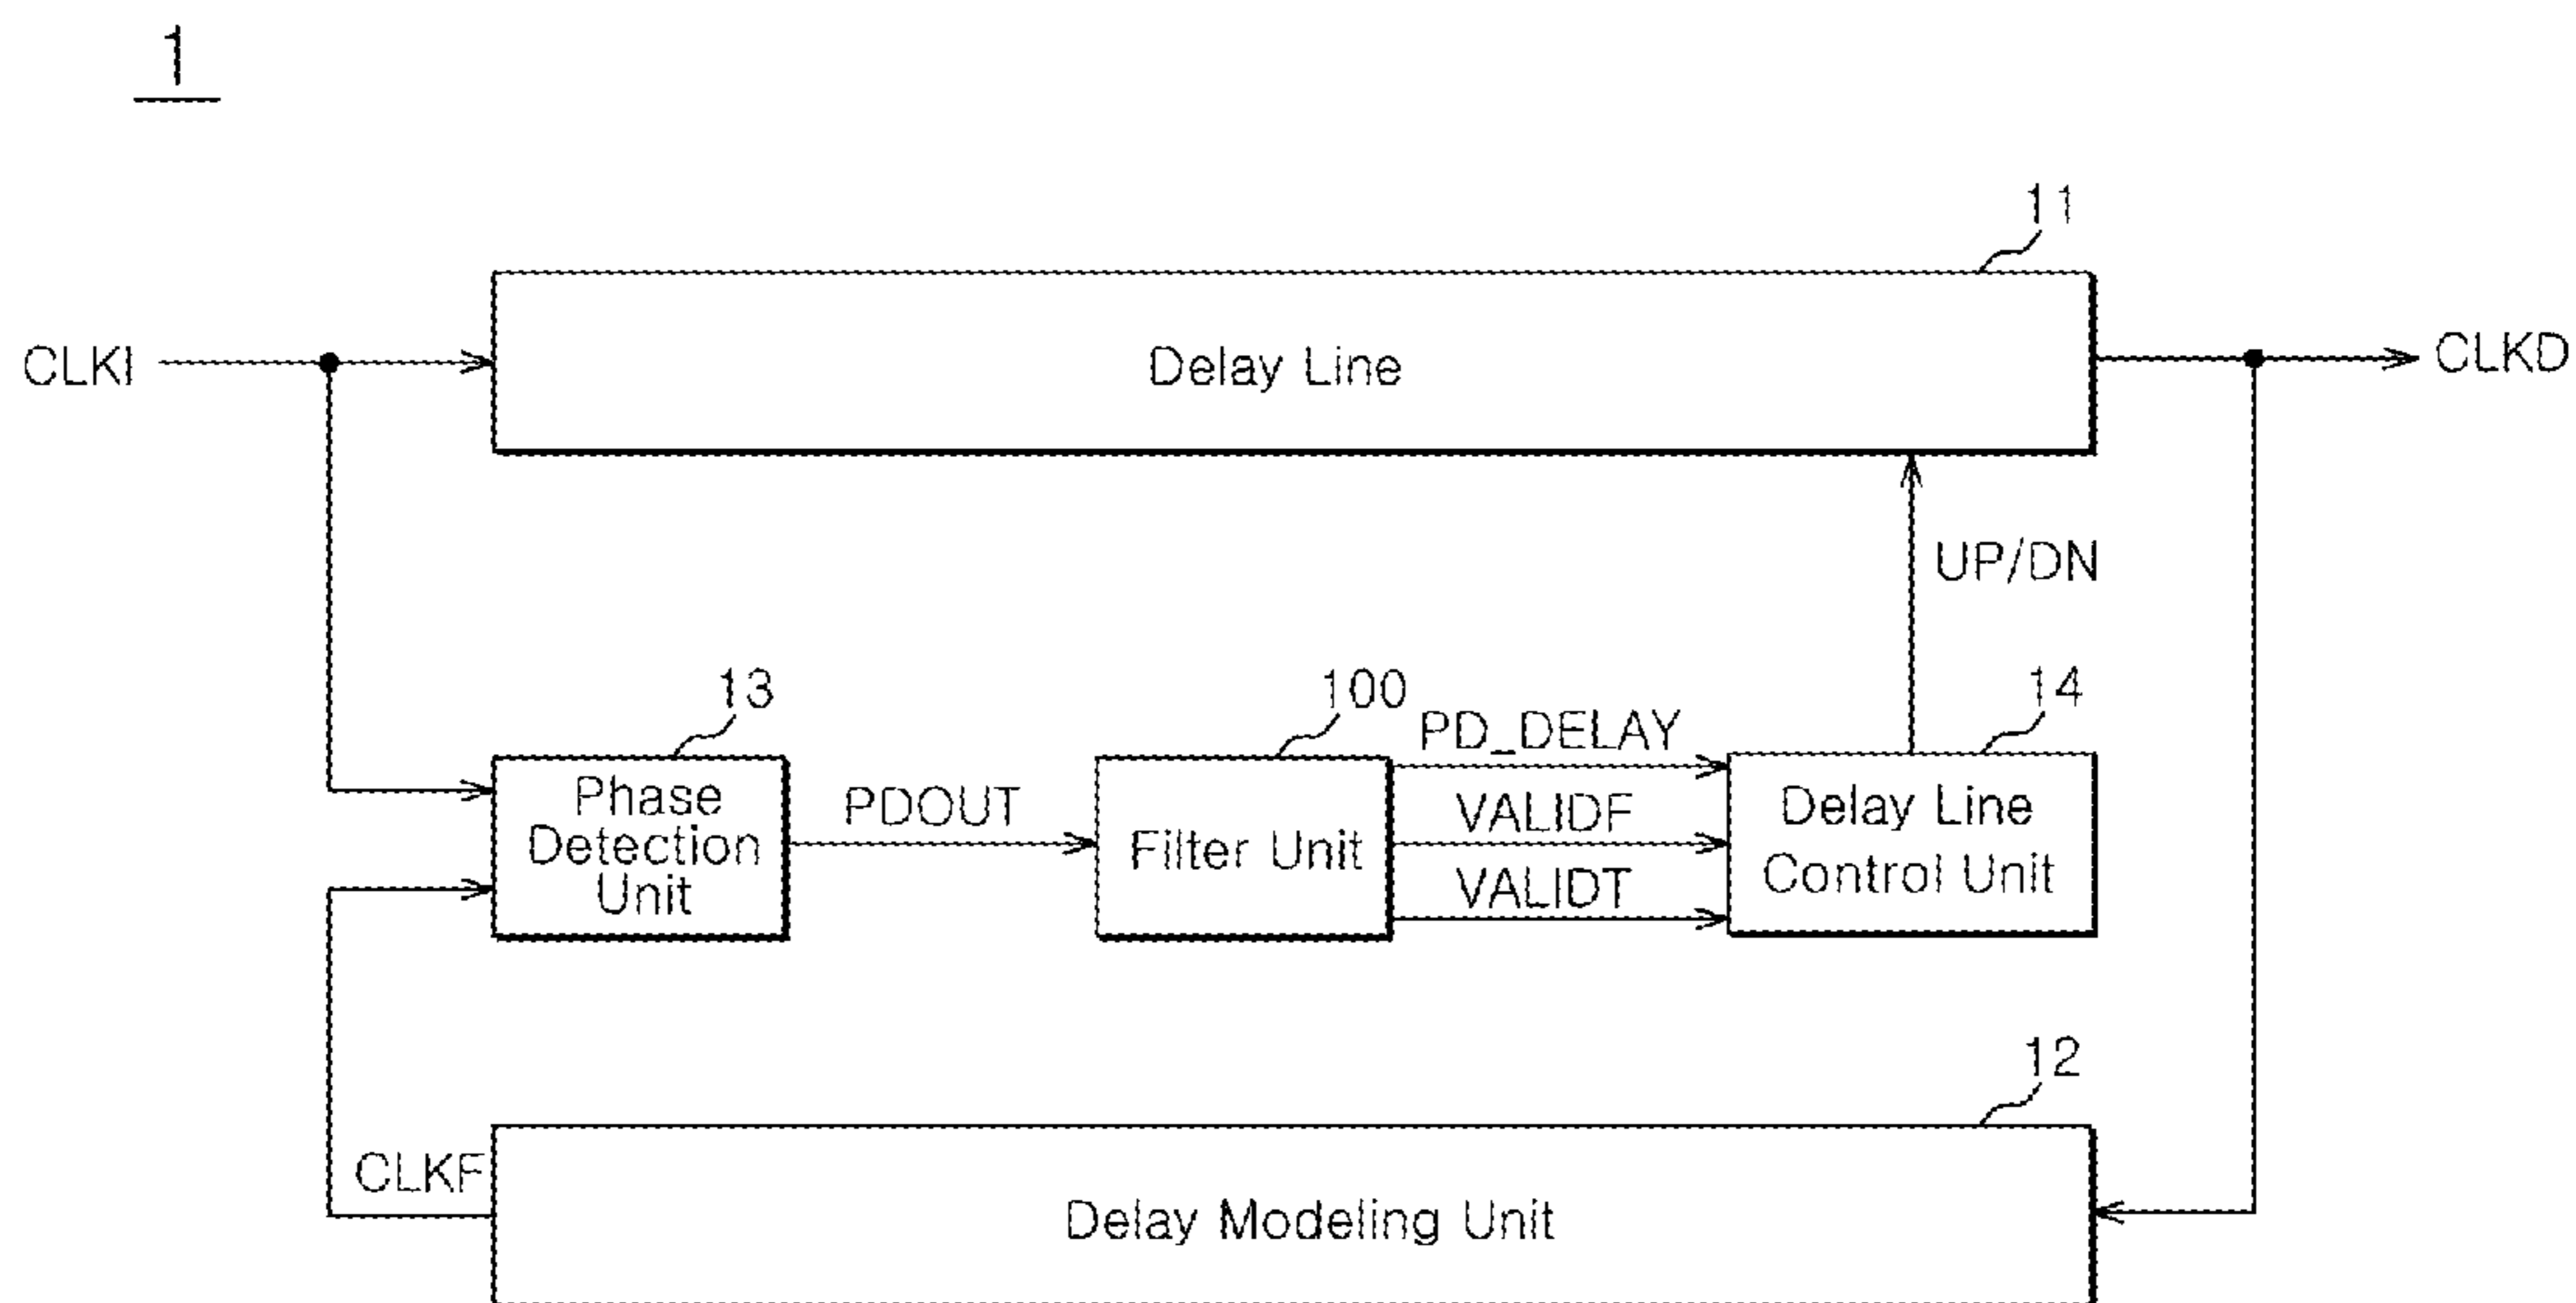 1
11
CLKI
Delay Line
CLKD
UP/DN
13
100
14
PD_DELAY
Phase
Detection
Unit
PDOUT
Filter Unit
VALIDF
VALIDT
Delay Line
Control Unit
12
CLKF
Delay Modeling Unit